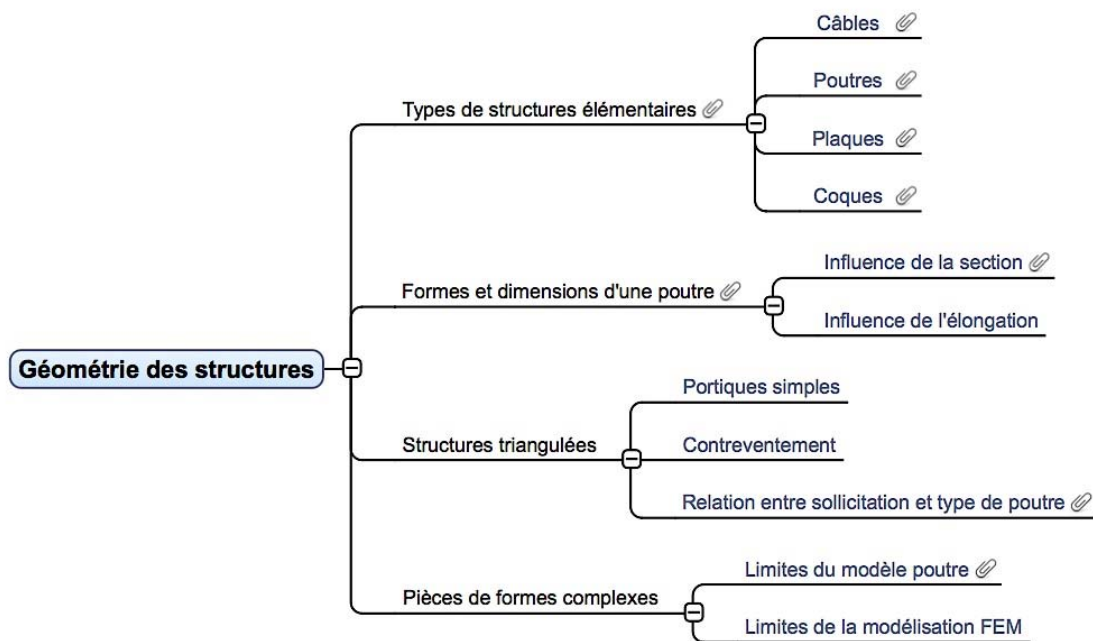 Géométrie des structures
Types de structures élémentaires
Câbles
Poutres
Plaques
Coques
Formes et dimensions d'une poutre
Influence de la section
Influence de l'élongation
Structures triangulées
Portiques simples
Contreventement
Relation entre sollicitation et type de poutre
Pièces de formes complexes
Limites du modèle poutre
Limites de la modélisation FEM